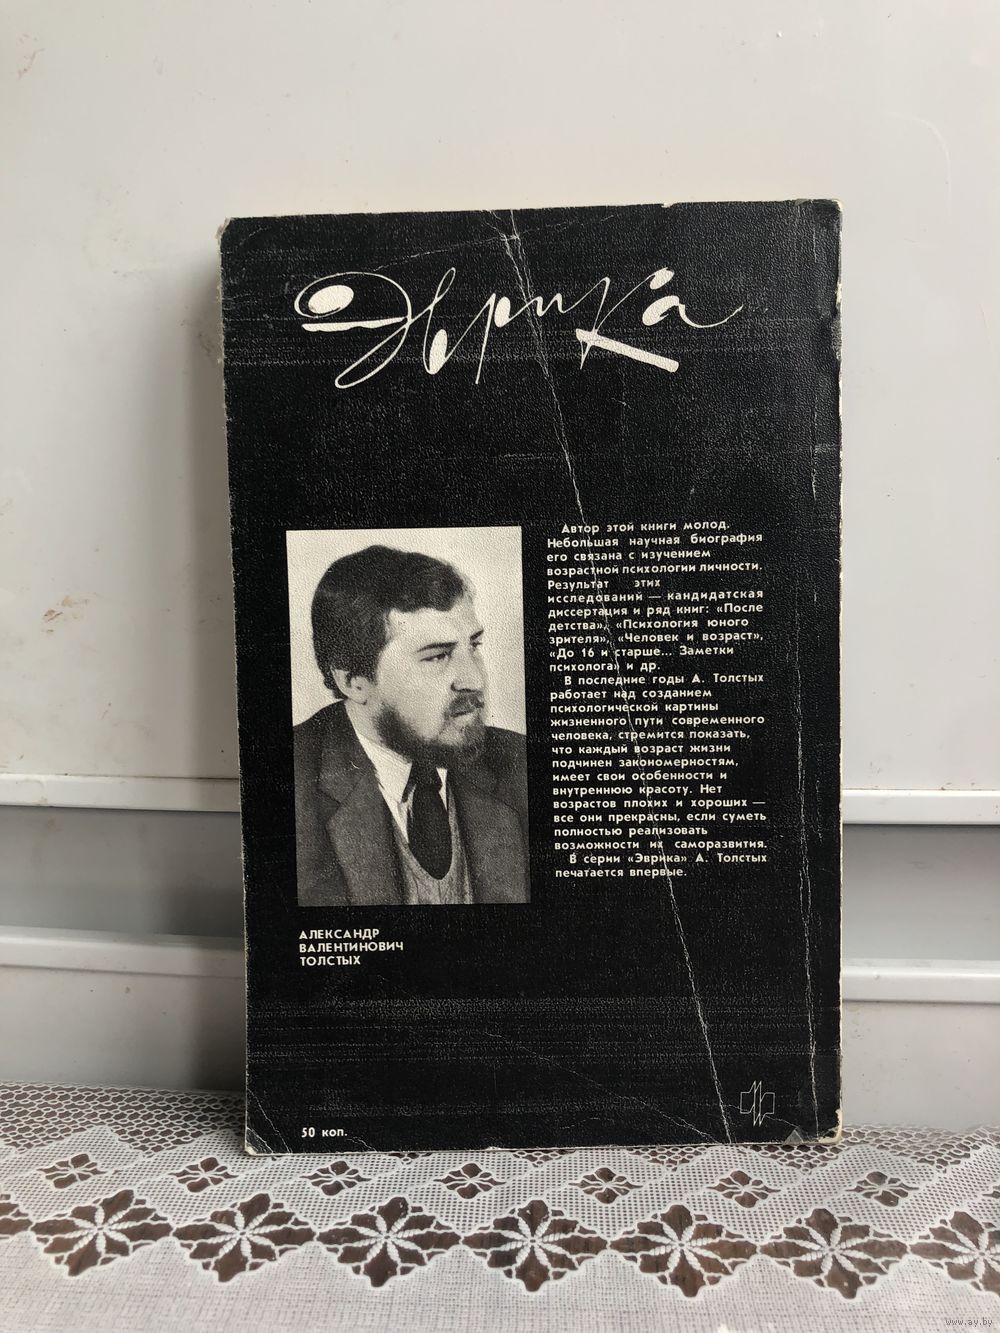 Эврика
Автор этой книги молод.
Небольшая научная биография
его связана с изучением
возрастной психологии личности.
Результат этих
исследований — кандидатская
диссертация и ряд книг: «После
детства», «Психология юного
зрителя», «Человек и возраст»,
«До 16 и старше... Заметки
психолога» и др.
В последние годы А. Толстых
работает над созданием
психологической картины
жизненного пути современного
человека, стремится показать,
что каждый возраст жизни
подчинен закономерностям,
имеет свои особенности и
внутреннюю красоту. Нет
возрастов плохих и хороших —
все они прекрасны, если суметь
полностью реализовать
возможности их саморазвития.
В серии «Эврика» А. Толстых
печатается впервые.
АЛЕКСАНДР
ВАЛЕНТИНОВИЧ
ТОЛСТЫХ
50 коп.
www.ay.by